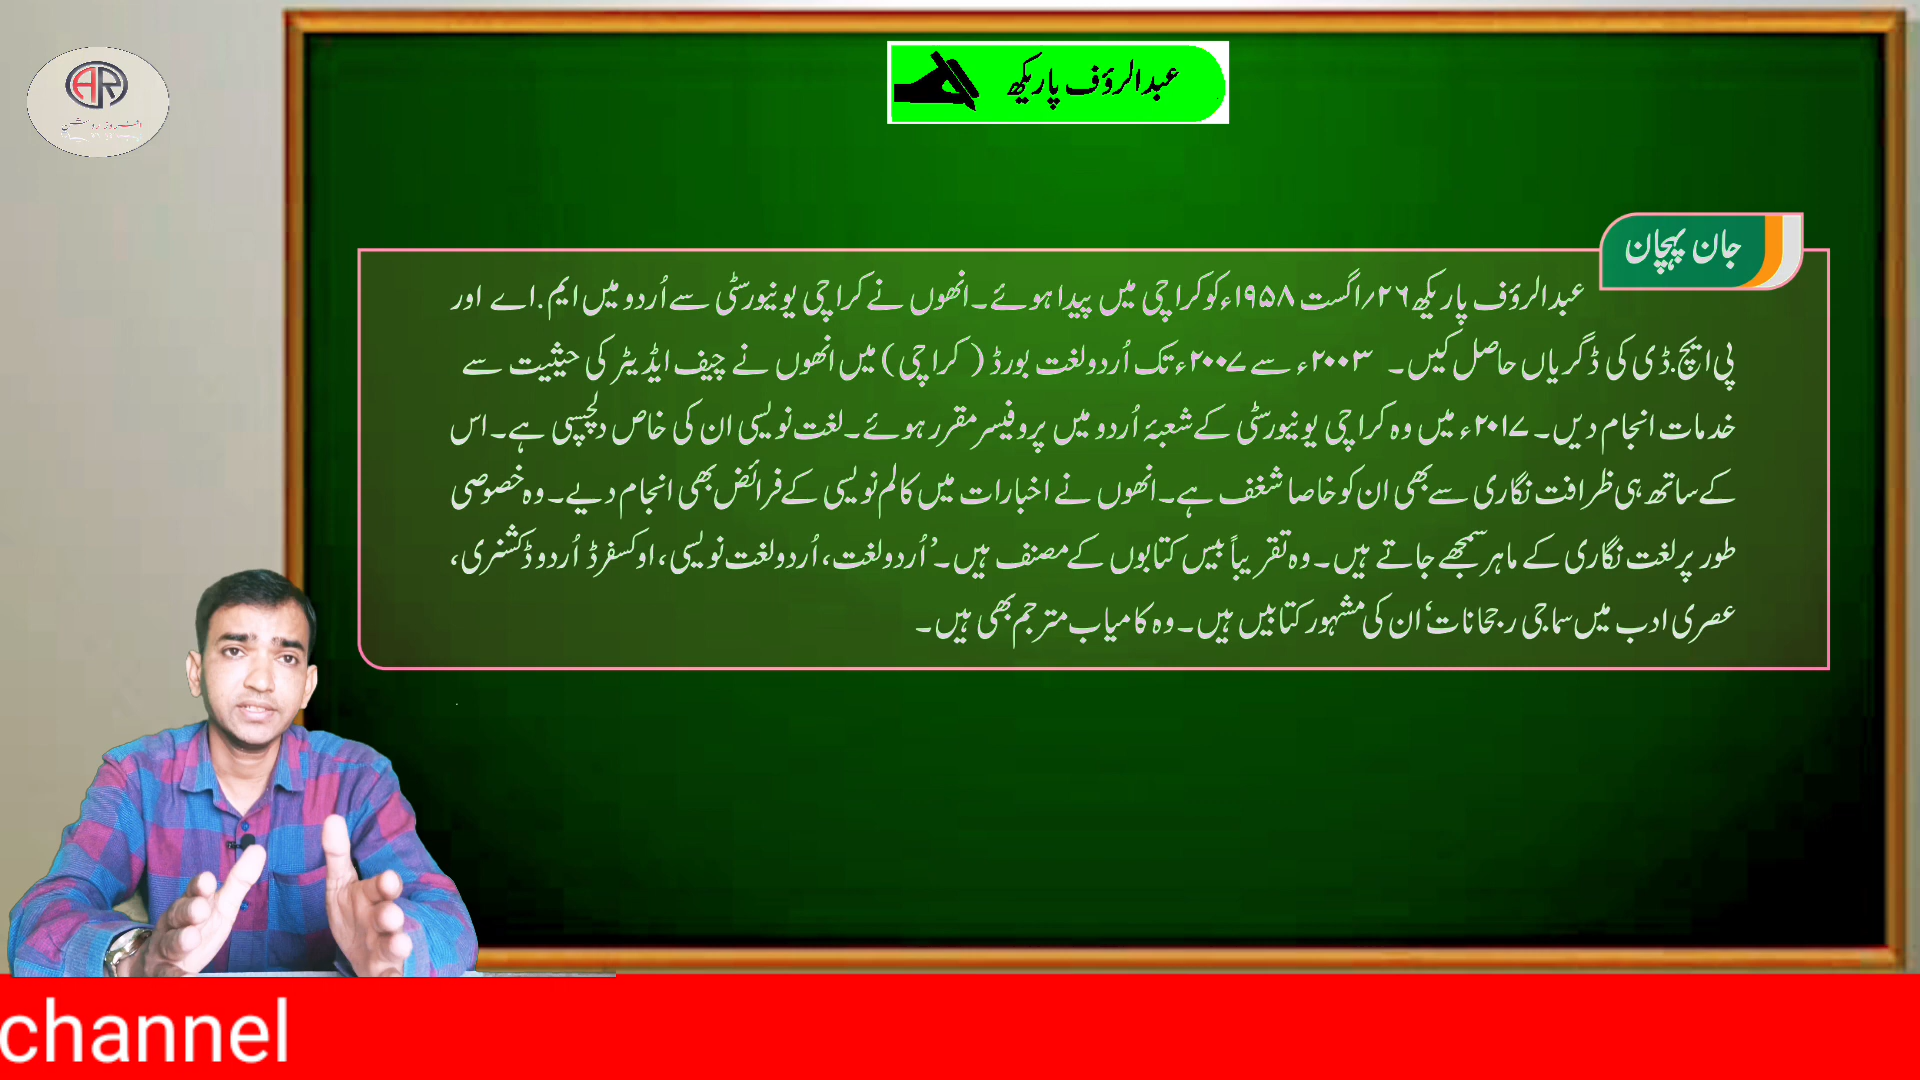 عبدالرؤف پاریکھ
AR
جان پہچان
عبدالرؤف پاریکھ ۲۶؍اگست ۱۹۵۸ء کو کراچی میں پیدا ہوئے۔ انھوں نے کراچی یونیورسٹی سے اُردو میں ایم.اے اور
پی ایچ.ڈی کی ڈگریاں حاصل کیں۔ ۲۰۰۳ء سے ۲۰۰۷ء تک اُردو لغت بورڈ (کراچی) میں انھوں نے چیف ایڈیٹر کی حیثیت سے
خدمات انجام دیں۔ ۲۰۱۷ء میں وہ کراچی یونیورسٹی کے شعبۂ اُردو میں پروفیسر مقرر ہوئے۔ لغت نویسی ان کی خاص دلچسپی ہے۔ اس
کے ساتھ ہی ظرافت نگاری سے بھی ان کو خاصا شغف ہے۔ انھوں نے اخبارات میں کالم نویسی کے فرائض بھی انجام دیے۔ وہ خصوصی
طور پر لغت نگاری کے ماہر سمجھے جاتے ہیں۔ وہ تقریباً بیس کتابوں کے مصنف ہیں۔ ’اُردو لغت، اُردو لغت نویسی، اوکسفرڈ اُردو ڈکشنری،
عصری ادب میں سماجی رجحانات‘ ان کی مشہور کتابیں ہیں۔ وہ کامیاب مترجم بھی ہیں۔
channel